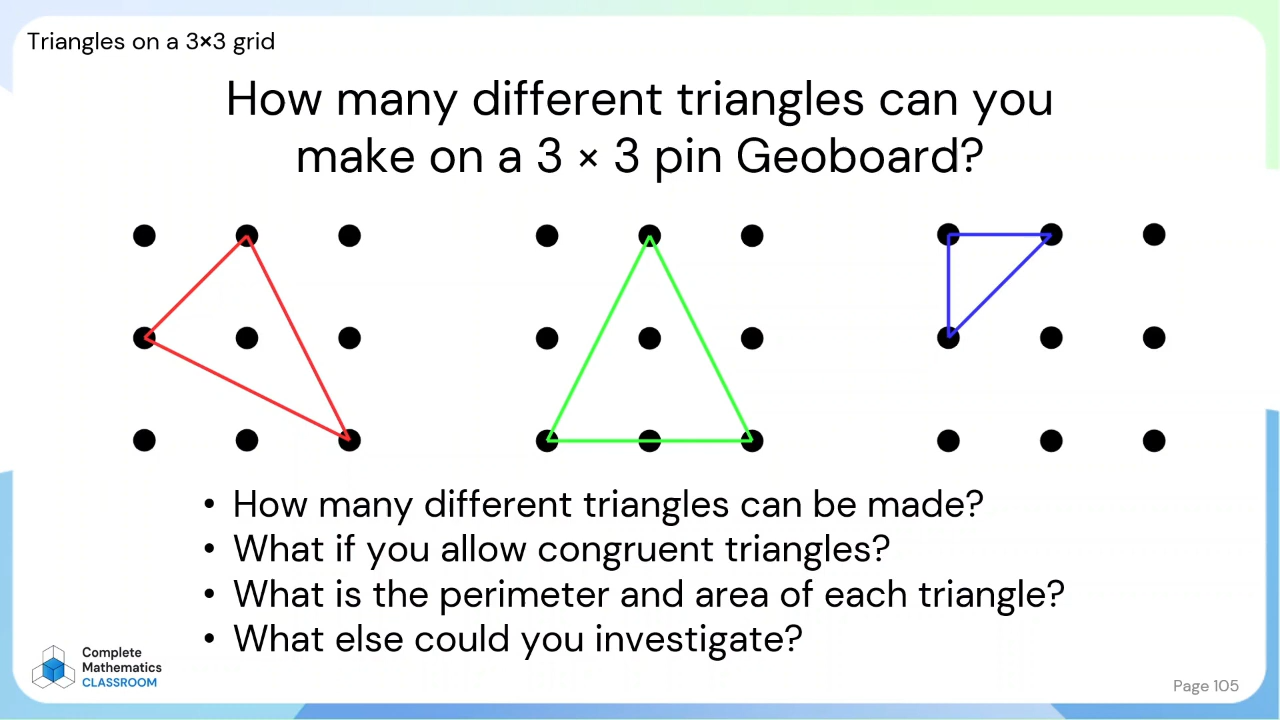 Triangles on a 3×3 grid
How many different triangles can you
make on a 3 × 3 pin Geoboard?
• How many different triangles can be made?
• What if you allow congruent triangles?
• What is the perimeter and area of each triangle?
• What else could you investigate?
Complete
Mathematics
CLASSROOM
Page 105